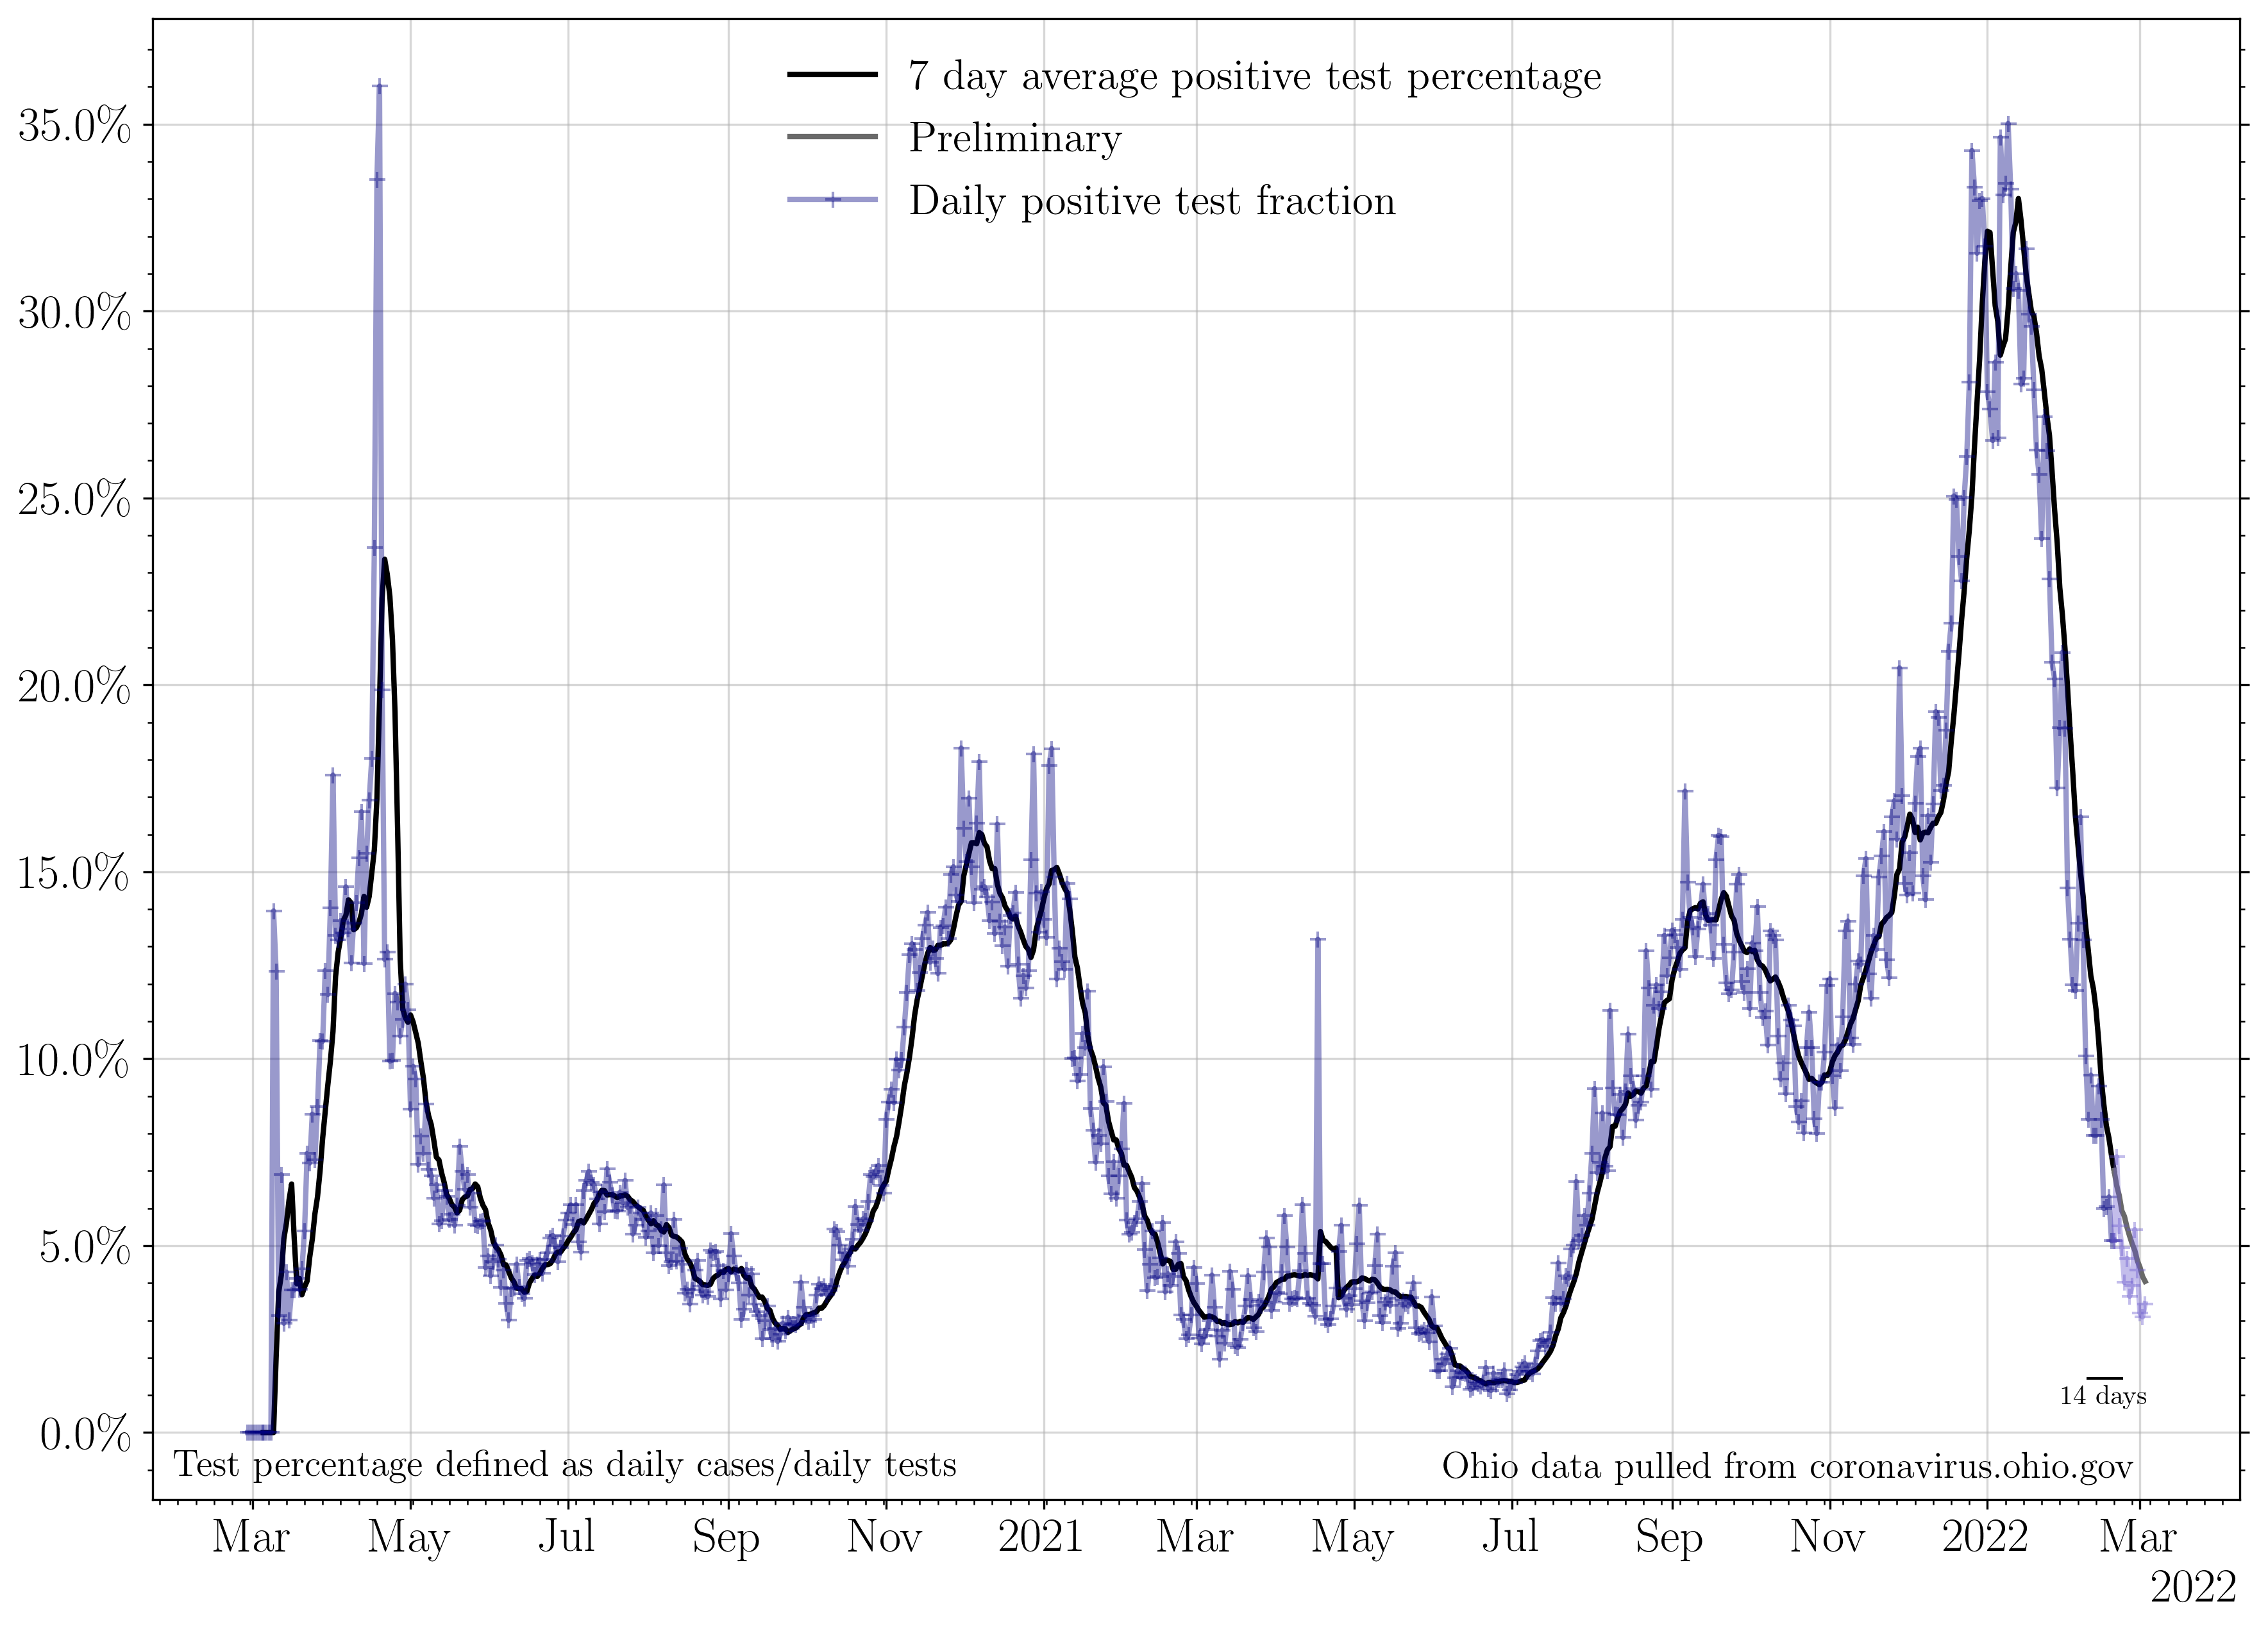 7 day average positive test percentage
Preliminary
Daily positive test fraction
35.0%
30.0%
25.0%
20.0%
15.0%
10.0%
5.0%
0.0%
14 days
Test percentage defined as daily cases/daily tests
Ohio data pulled from coronavirus.ohio.gov
Mar May Jul Sep Nov 2021 Mar May Jul Sep Nov 2022 Mar
2022